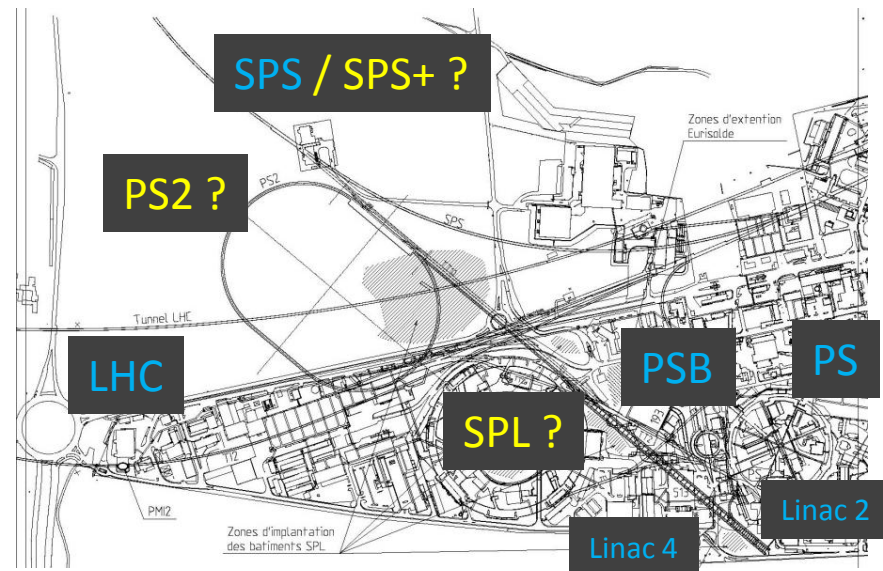 SPS / SPS+ ?
Zones d'extention
Eurisolde
PS2 ?
PS2
SPS
Tunnel LHC
LHC
PSB
PS
SPL ?
TT2
PMI2
Zones d'implantation
des batiments SPL
Linac 4
Linac 2